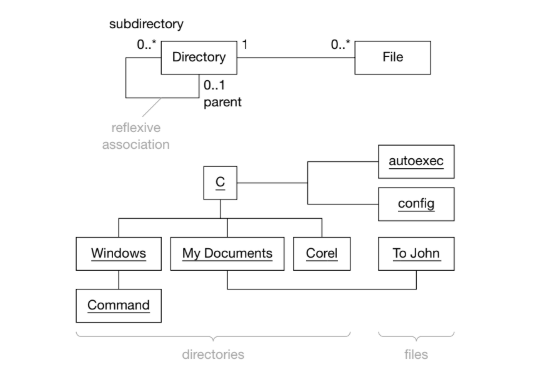 subdirectory
0..*
Directory
1
0..*
File
0..1
parent
reflexive
association
C
autoexec
config
Windows
My Documents
Corel
To John
Command
directories
files